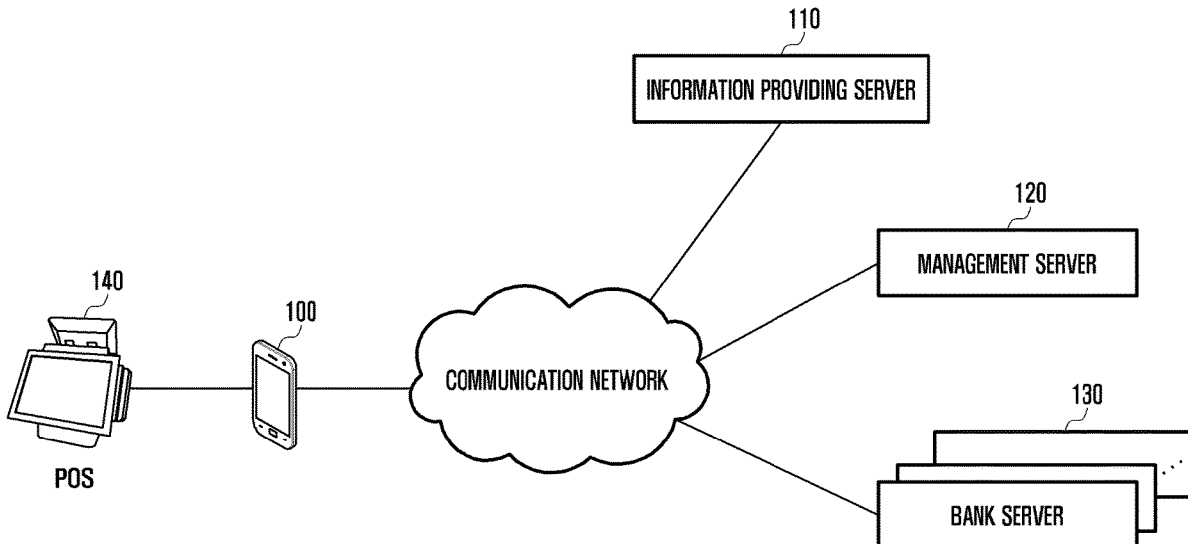 110
INFORMATION PROVIDING SERVER
120
MANAGEMENT SERVER
140
100
COMMUNICATION NETWORK
130
POS
BANK SERVER